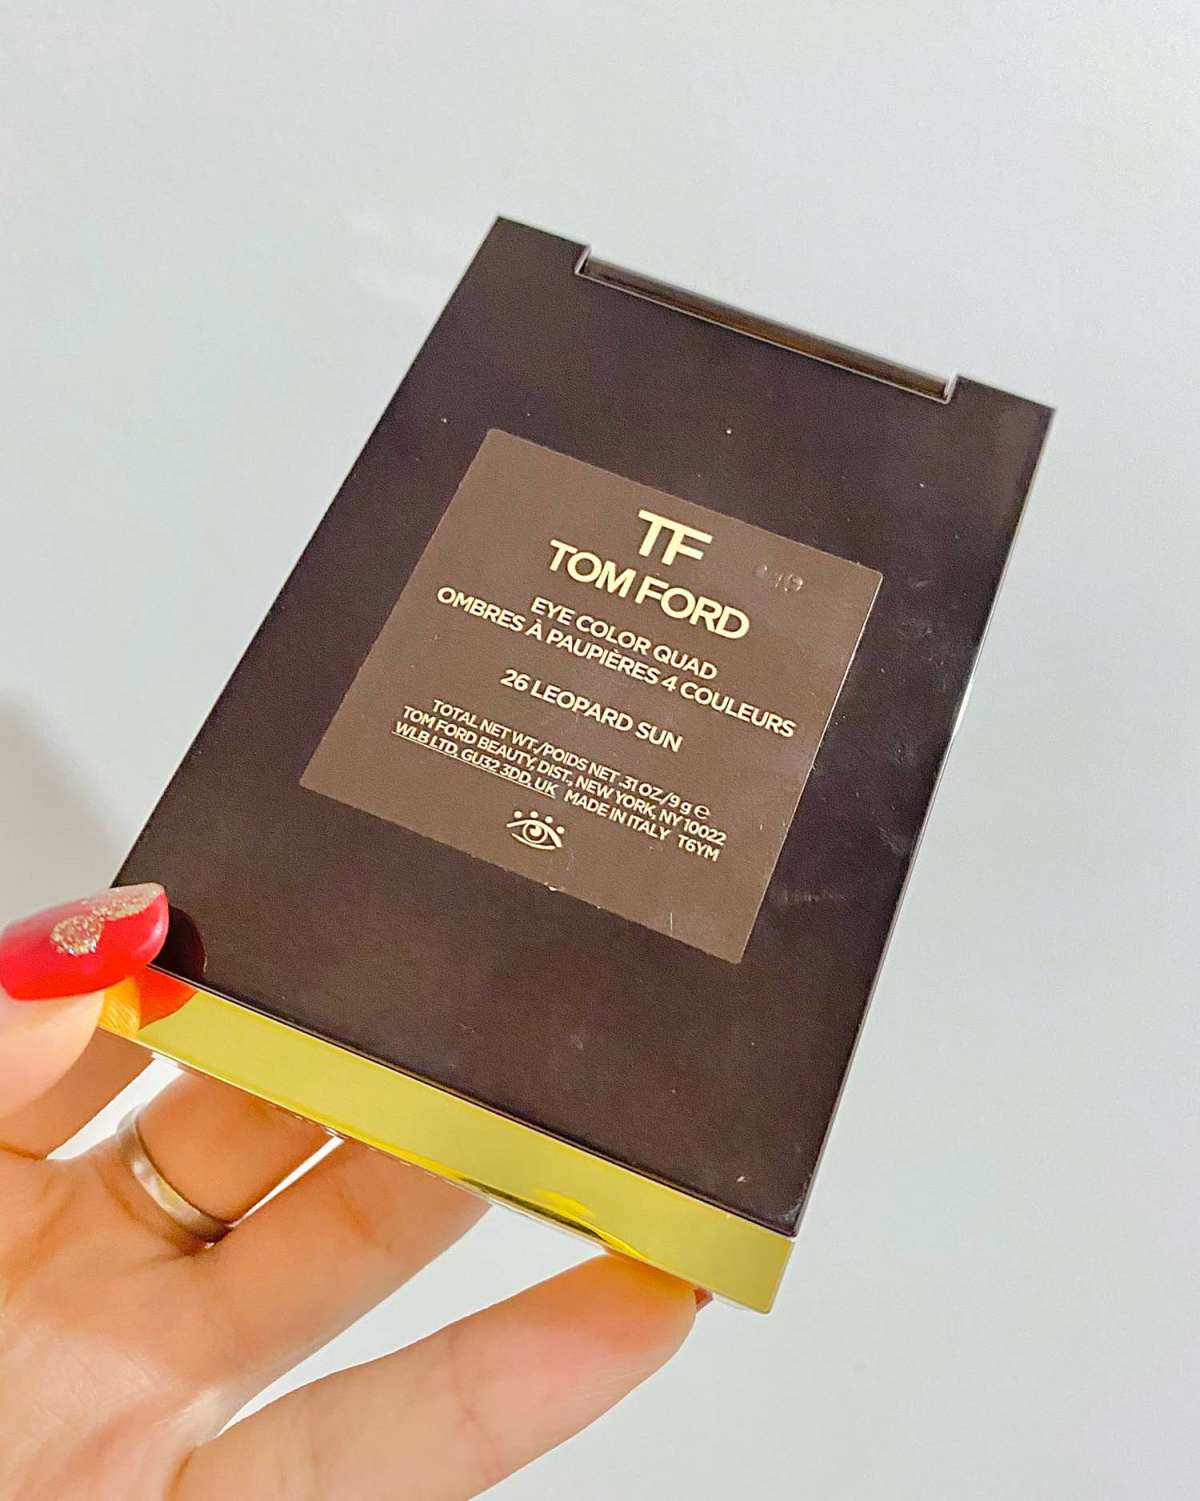 TF
TOM FORD
EYE COLOR QUAD
OMBRES À PAUPIÈRES 4 COULEURS
26 LEOPARD SUN
TOTAL NET WT./POIDS NET .31 OZ./9 g ℮
TOM FORD BEAUTY, DIST., NEW YORK, NY 10022
WLB LTD, GU32 3DD, UK MADE IN ITALY T6YM